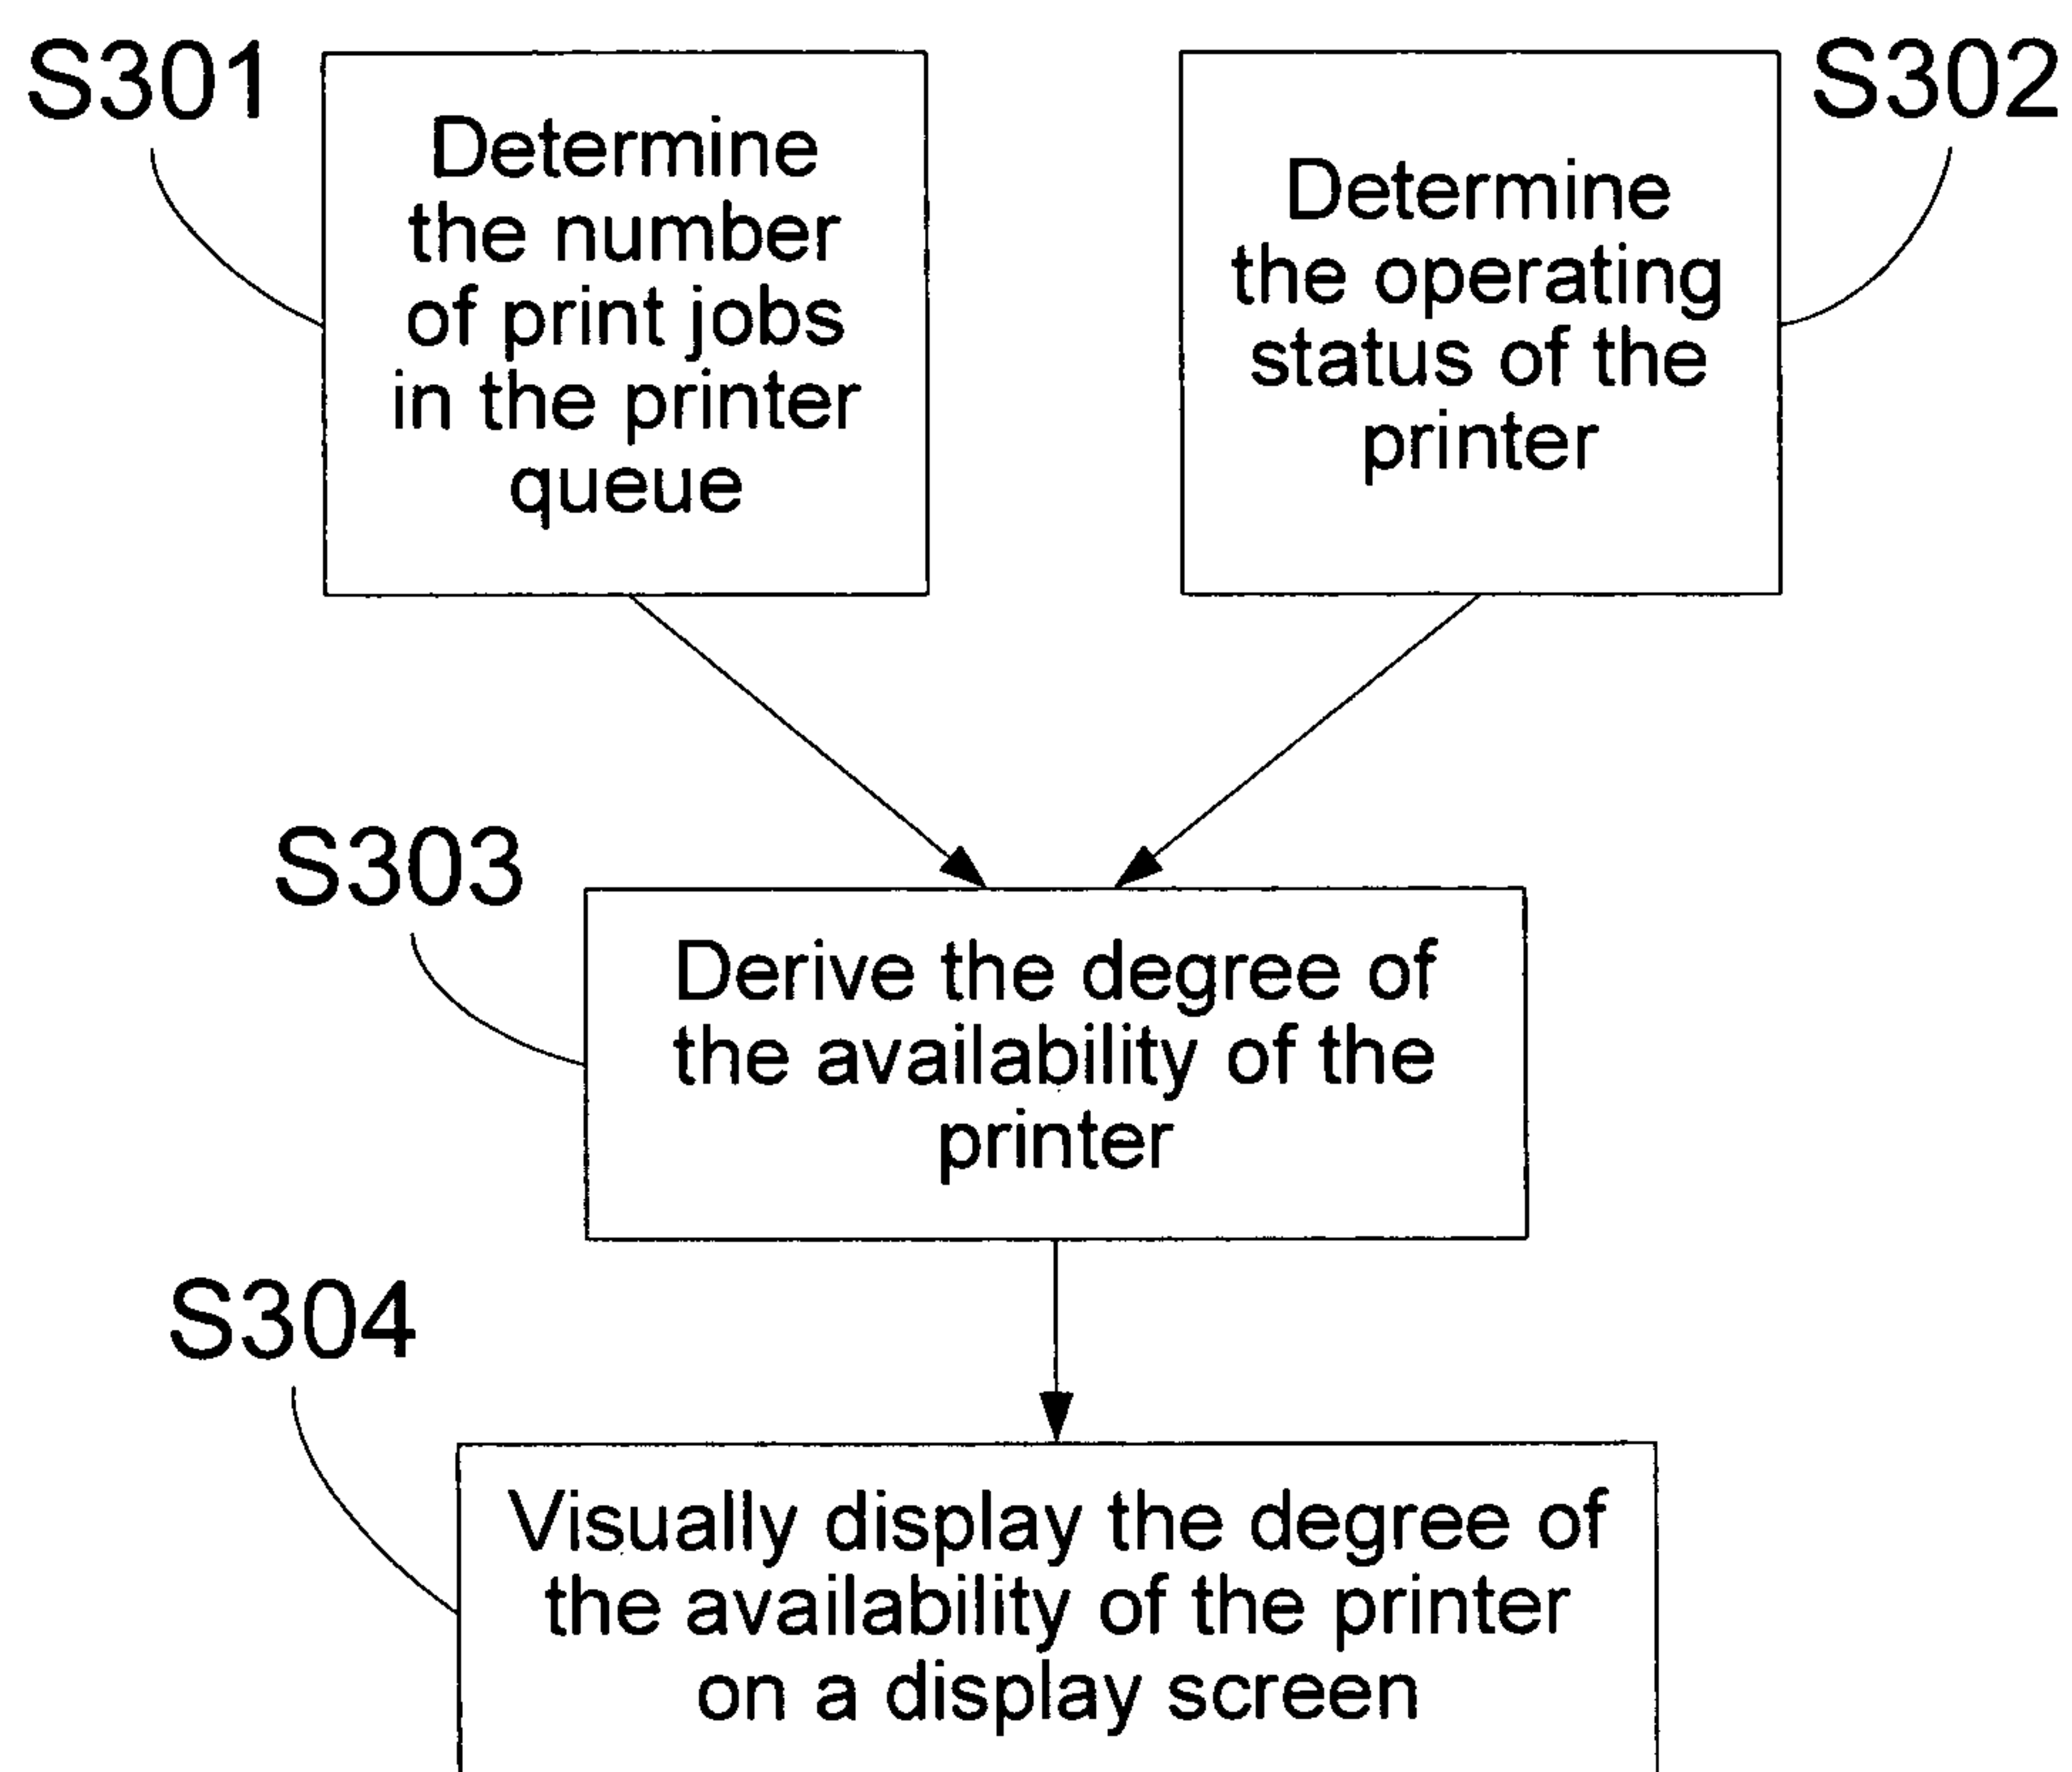 S301
Determine
the number
of print jobs
in the printer
queue
S302
Determine
the operating
status of the
printer
S303
Derive the degree of
the availability of the
printer
S304
Visually display the degree of
the availability of the printer
on a display screen